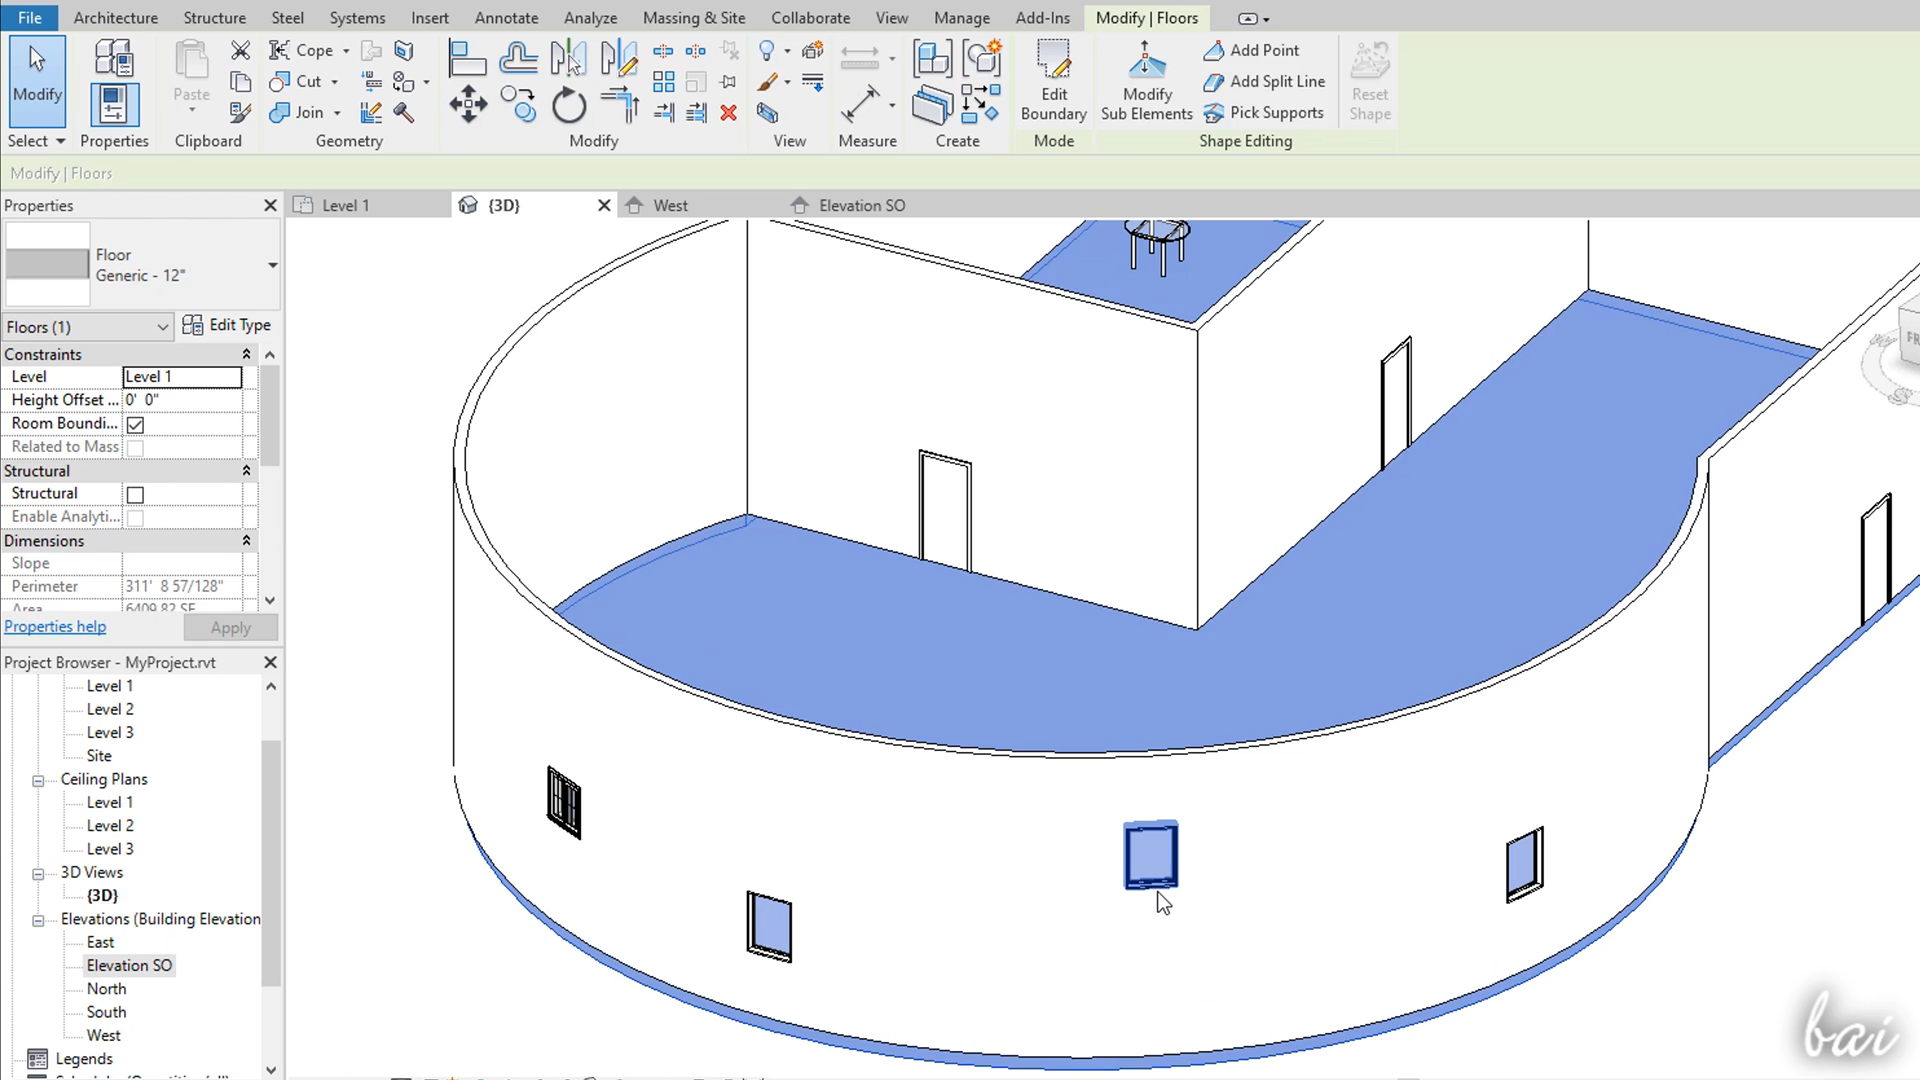 File Architecture Structure Steel Systems Insert Annotate Analyze Massing & Site Collaborate View Manage Add-Ins Modify | Floors
Modify
Select
Properties
Paste
Clipboard
Cope
Cut
Join
Geometry
Modify
View
Measure
Create
Edit
Boundary
Mode
Modify
Sub Elements
Add Point
Add Split Line
Pick Supports
Shape Editing
Reset
Shape
Modify | Floors
Properties
Level 1 {3D} West Elevation SO
Floor
Generic - 12"
Floors (1) Edit Type
Constraints
Level Level 1
Height Offset ... 0' 0"
Room Boundi...
Related to Mass
Structural
Structural
Enable Analyti...
Dimensions
Slope
Perimeter 311' 8 57/128"
Area 6409.82 SF
Properties help Apply
Project Browser - MyProject.rvt
Level 1
Level 2
Level 3
Site
Ceiling Plans
Level 1
Level 2
Level 3
3D Views
{3D}
Elevations (Building Elevation
East
Elevation SO
North
South
West
Legends
FR
S
bai